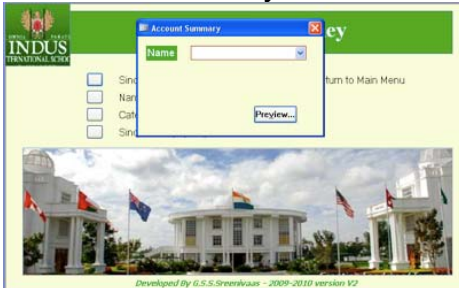 INDUS
TERNATIONAL SCHOO
Account Summary
ey
Name
Sinc
turn to Main Menu
Nan
Cate
Preview...
Sinc
Developed By G.S.S.Sreenivaas - 2009-2010 version V2